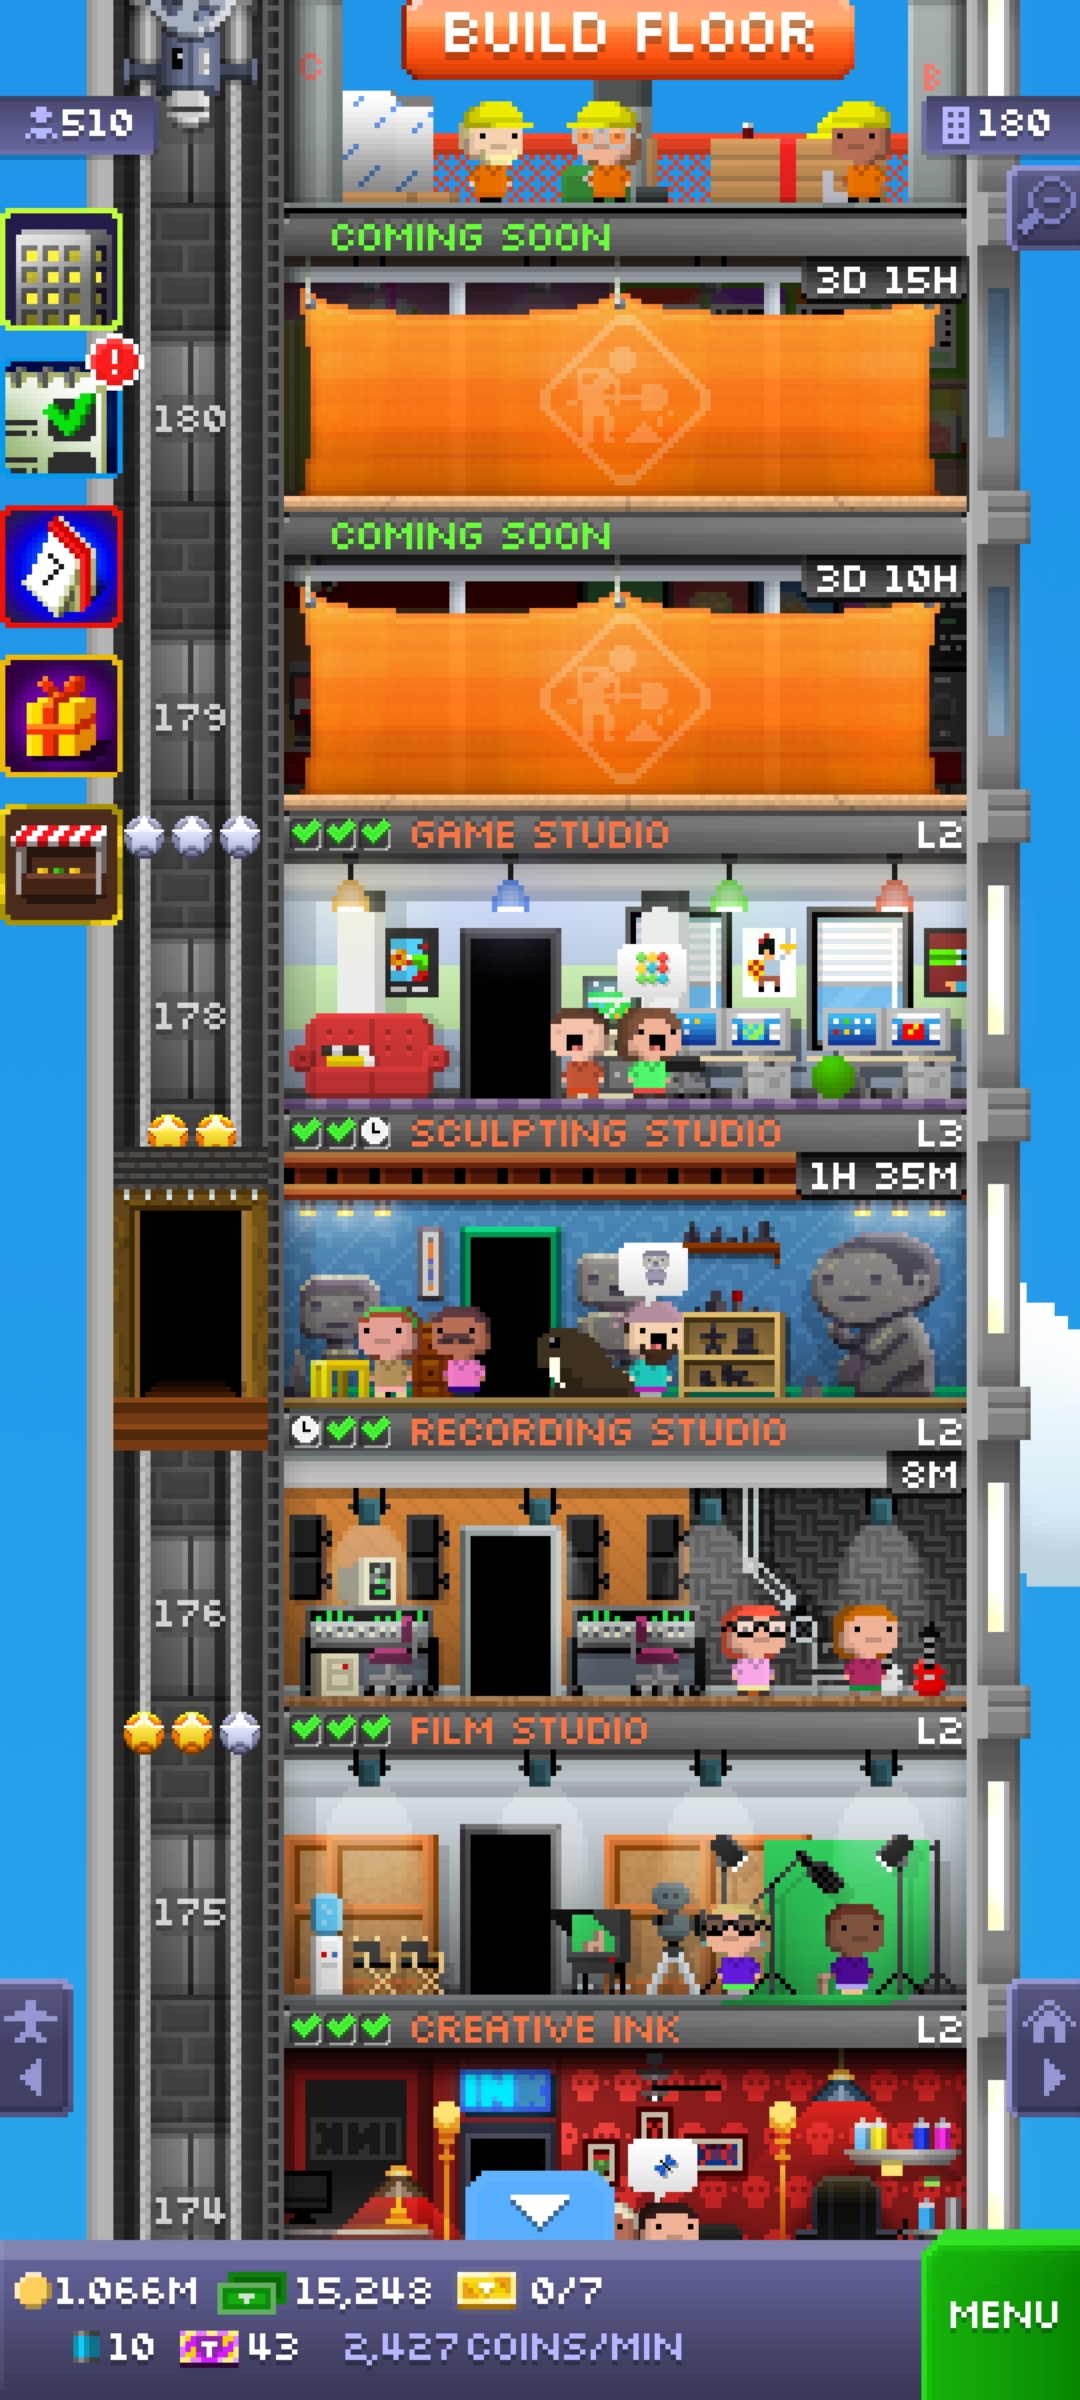 BUILD FLOOR
C
B
510
180
COMING SOON
3D 15H
180
COMING SOON
3D 10H
179
GAME STUDIO
L2
178
SCULPTING STUDIO
L3
1H 35M
RECORDING STUDIO
L2
8M
176
FILM STUDIO
L2
175
CREATIVE INK
L2
INK
174
1.066M
15,248
0/7
10
43
2,427 COINS/MIN
MENU